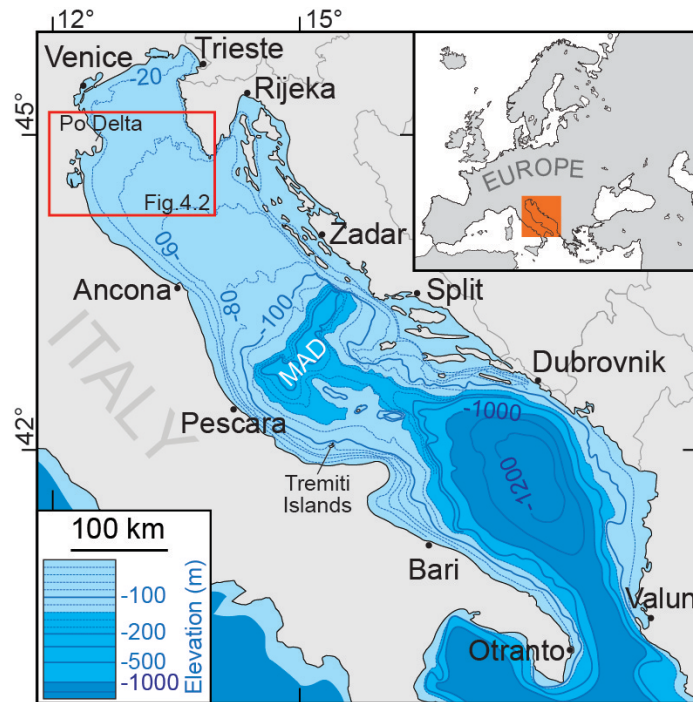 12°
15°
Venice
Trieste
-20
Rijeka
45°
Po Delta
EUROPE
Fig.4.2
Zadar
-60
Ancona
-80
-100
Split
ITALY
MAD
Dubrovnik
-1000
42°
Pescara
-1200
Tremiti
Islands
100 km
Bari
Elevation (m)
-100
-200
-500
-1000
Valun
Otranto